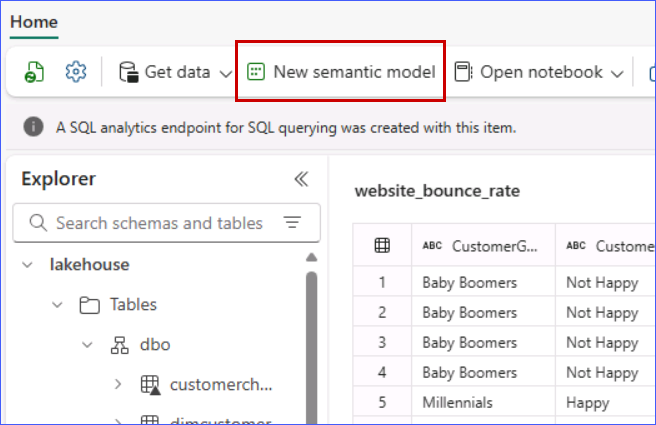 Home
Get data
New semantic model
Open notebook
A SQL analytics endpoint for SQL querying was created with this item.
Explorer
Search schemas and tables
lakehouse
Tables
dbo
customerch...
dimcustomer
website_bounce_rate
ABC CustomerG... ABC Custome
1 Baby Boomers Not Happy
2 Baby Boomers Not Happy
3 Baby Boomers Not Happy
4 Baby Boomers Not Happy
5 Millennials Happy